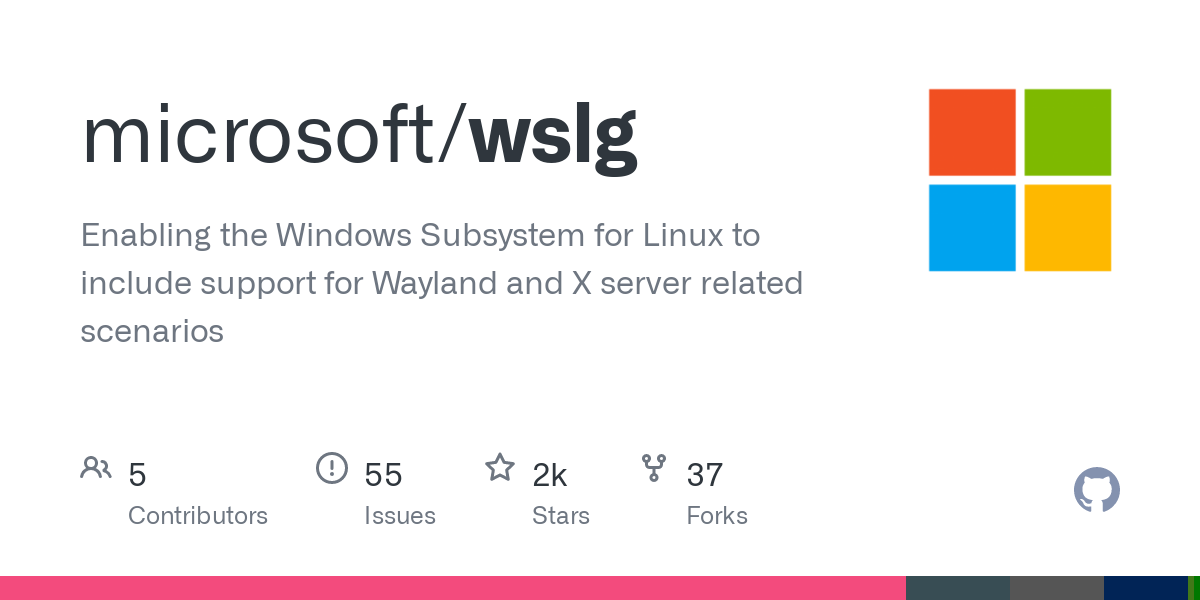 microsoft/wslg
Enabling the Windows Subsystem for Linux to
include support for Wayland and X server related
scenarios
5 55 2k 37
Contributors Issues Stars Forks